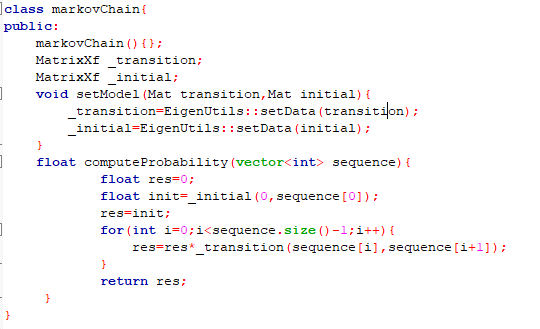 class markovChain{
public:
    markovChain(){};
    MatrixXf _transition;
    MatrixXf _initial;
    void setModel(Mat transition,Mat initial){
        _transition=EigenUtils::setData(transition);
        _initial=EigenUtils::setData(initial);
    }
    float computeProbability(vector<int> sequence){
            float res=0;
            float init=_initial(0,sequence[0]);
            res=init;
            for(int i=0;i<sequence.size()-1;i++){
                res=res*_transition(sequence[i],sequence[i+1]);
            }
            return res;
     }
}